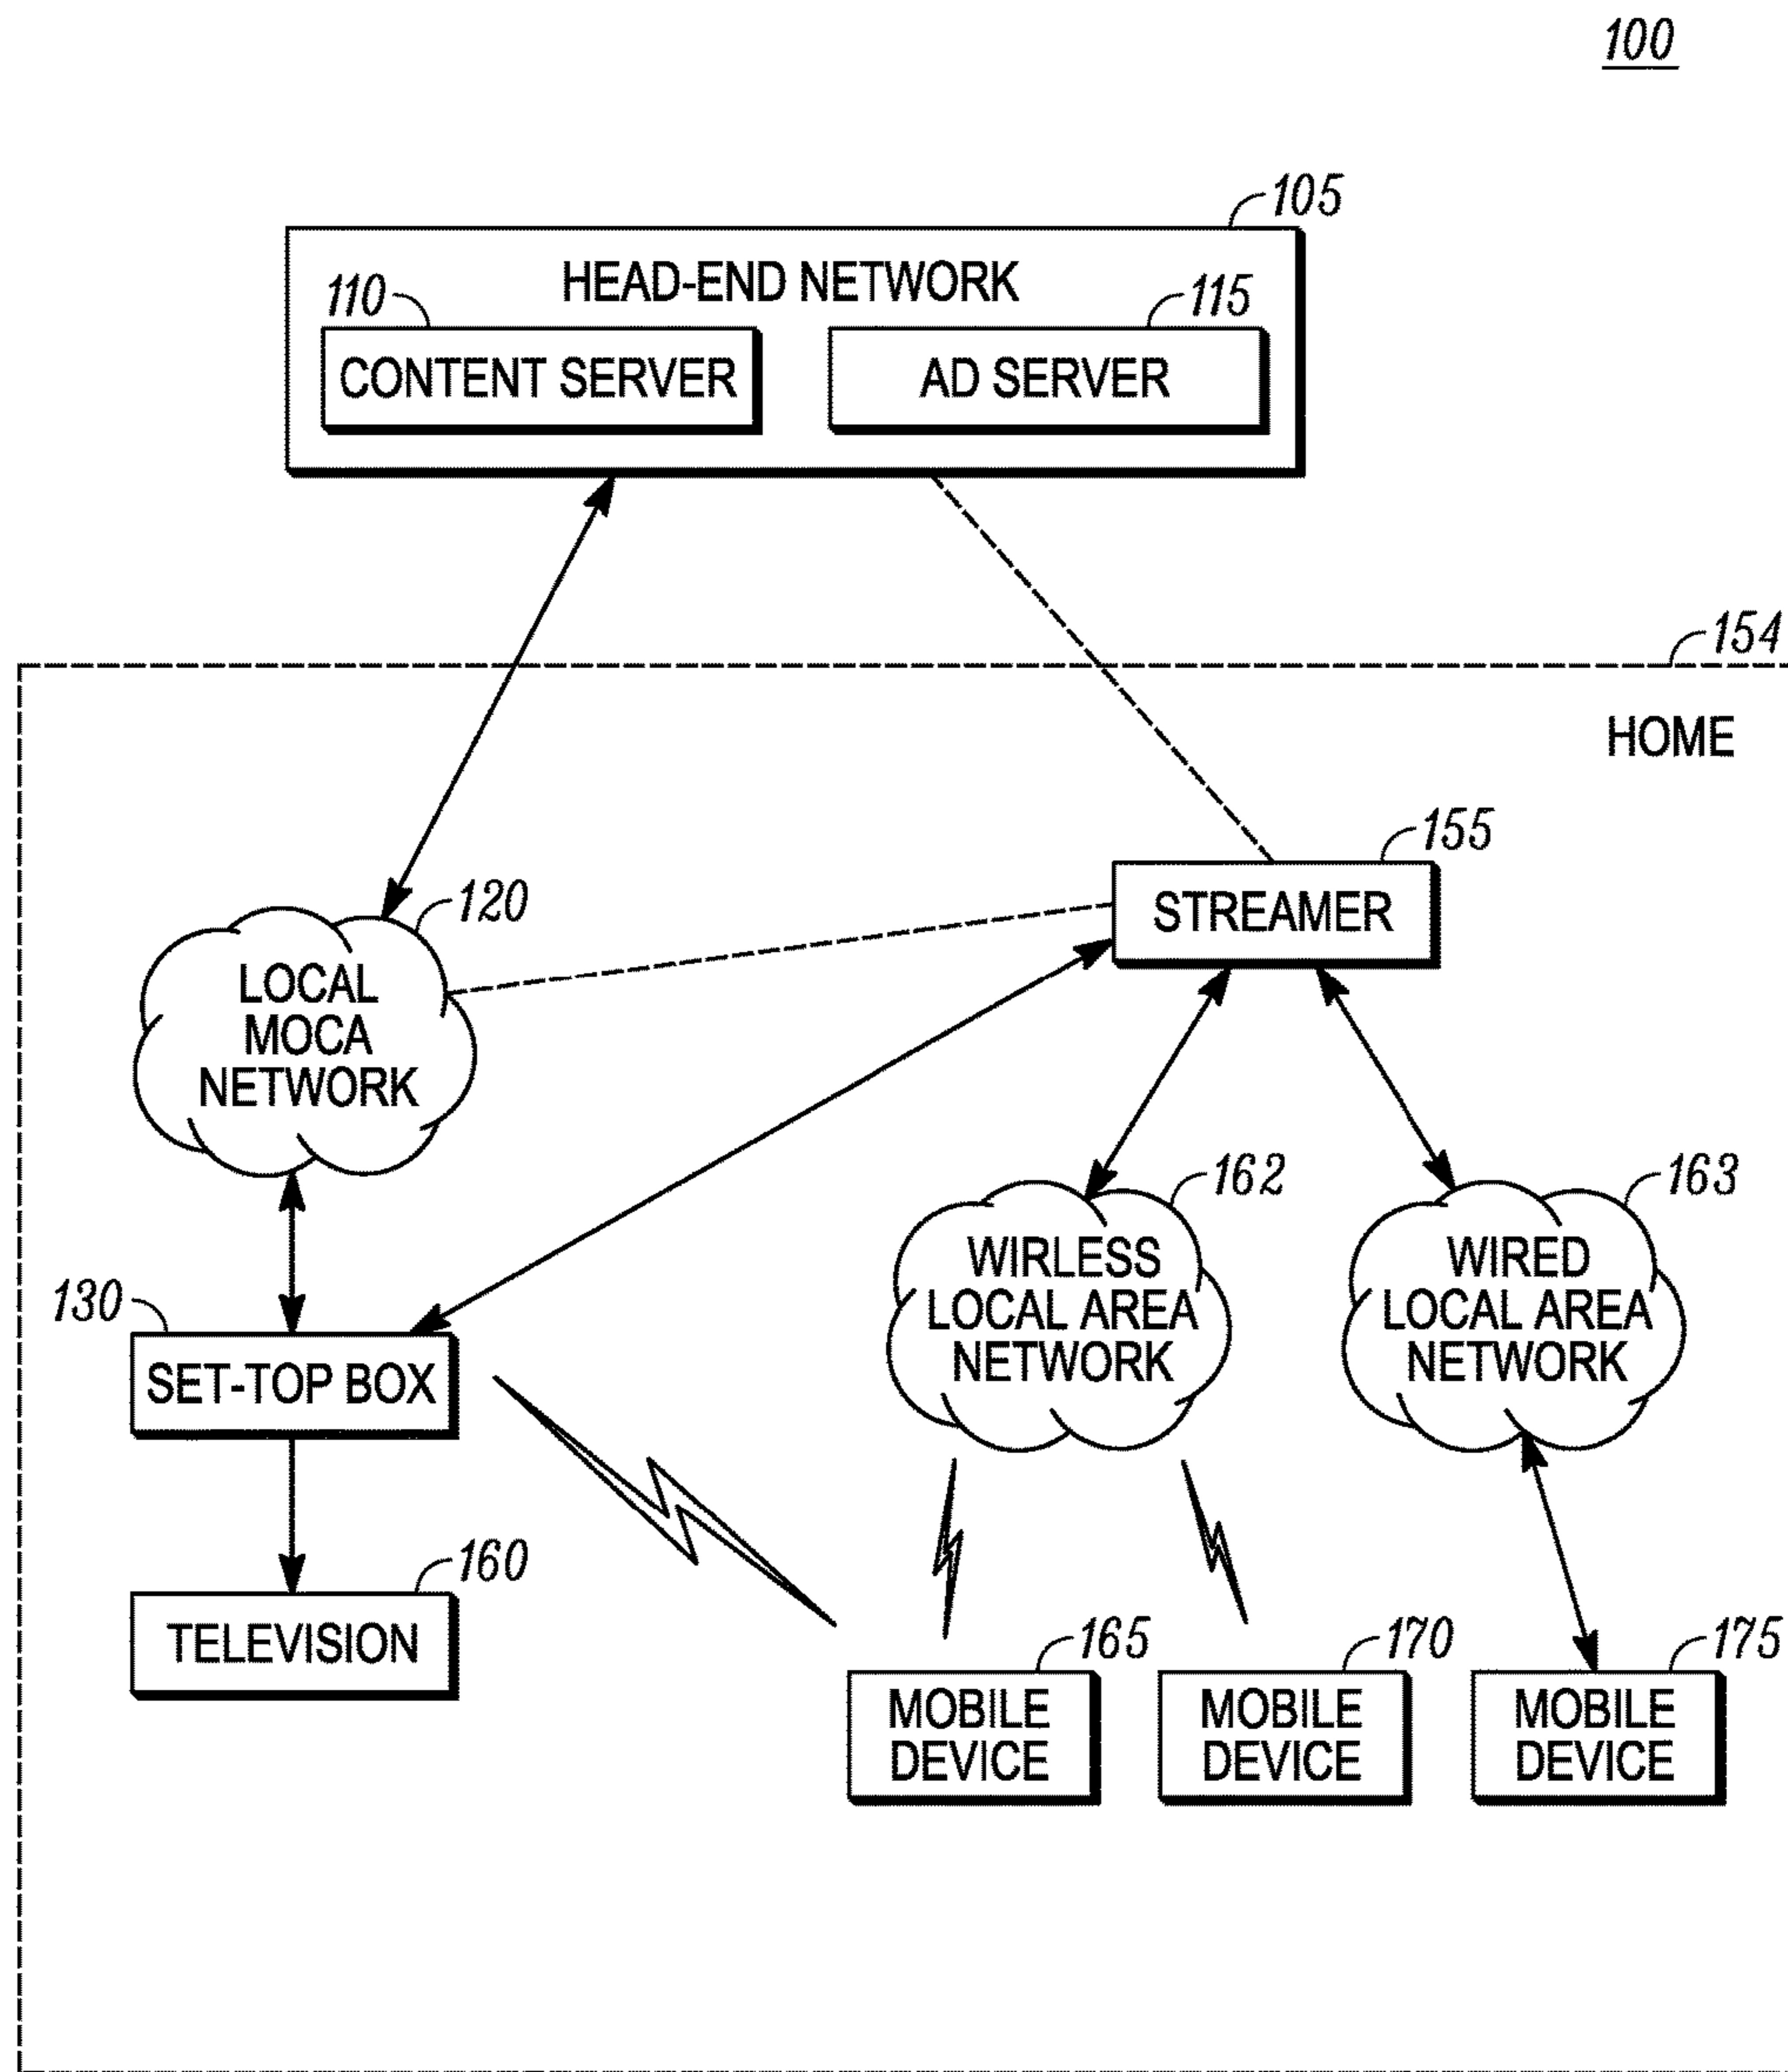 100
105
HEAD-END NETWORK
110
115
CONTENT SERVER
AD SERVER
154
HOME
155
STREAMER
120
LOCAL
MOCA
NETWORK
162
163
WIRLESS
LOCAL AREA
NETWORK
WIRED
LOCAL AREA
NETWORK
130
SET-TOP BOX
160
TELEVISION
165
170
175
MOBILE
DEVICE
MOBILE
DEVICE
MOBILE
DEVICE